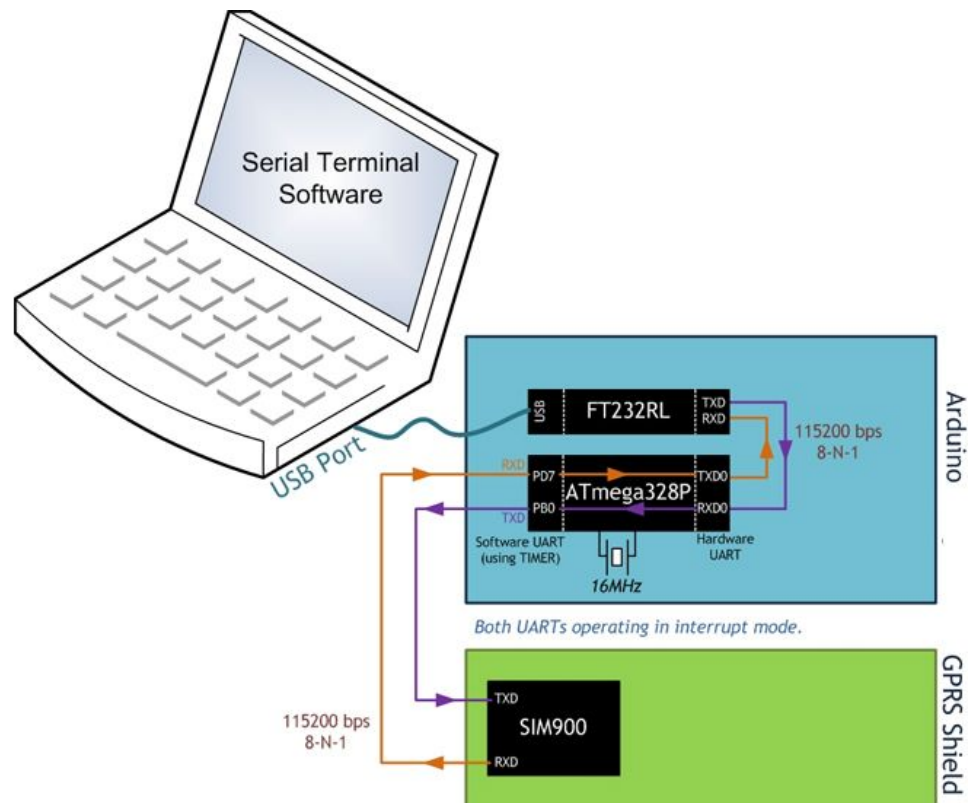 Serial Terminal
Software
USB Port
Arduino
USB
FT232RL
TXD
RXD
115200 bps
8-N-1
RXD
PD7
ATmega328P
TXD0
PB0
RXD0
TXD
Software UART
(using TIMER)
Hardware
UART
16MHz
Both UARTs operating in interrupt mode.
GPRS Shield
TXD
SIM900
RXD
115200 bps
8-N-1